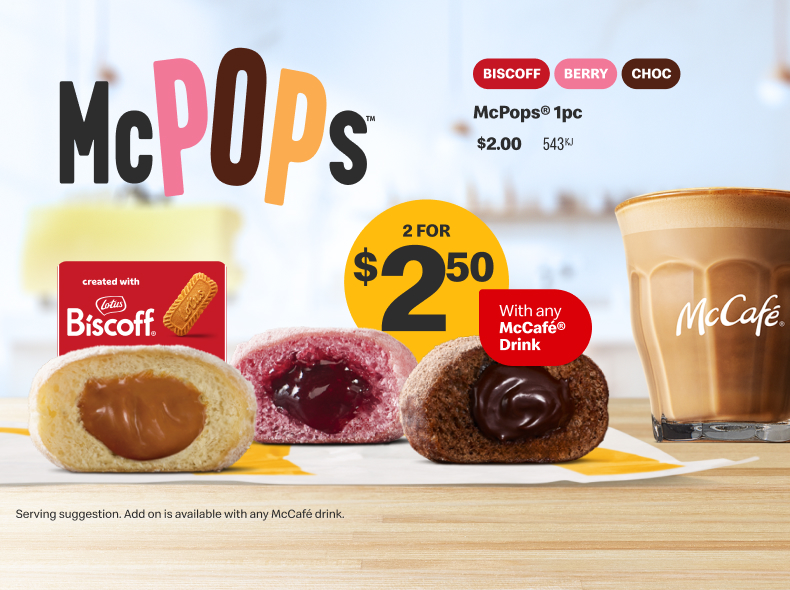 McPOPs™
BISCOFF BERRY CHOC
McPops® 1pc
$2.00 543KJ
2 FOR
$2 50
With any
McCafé®
Drink
created with
Lotus
Biscoff®
McCafé®
Serving suggestion. Add on is available with any McCafé drink.